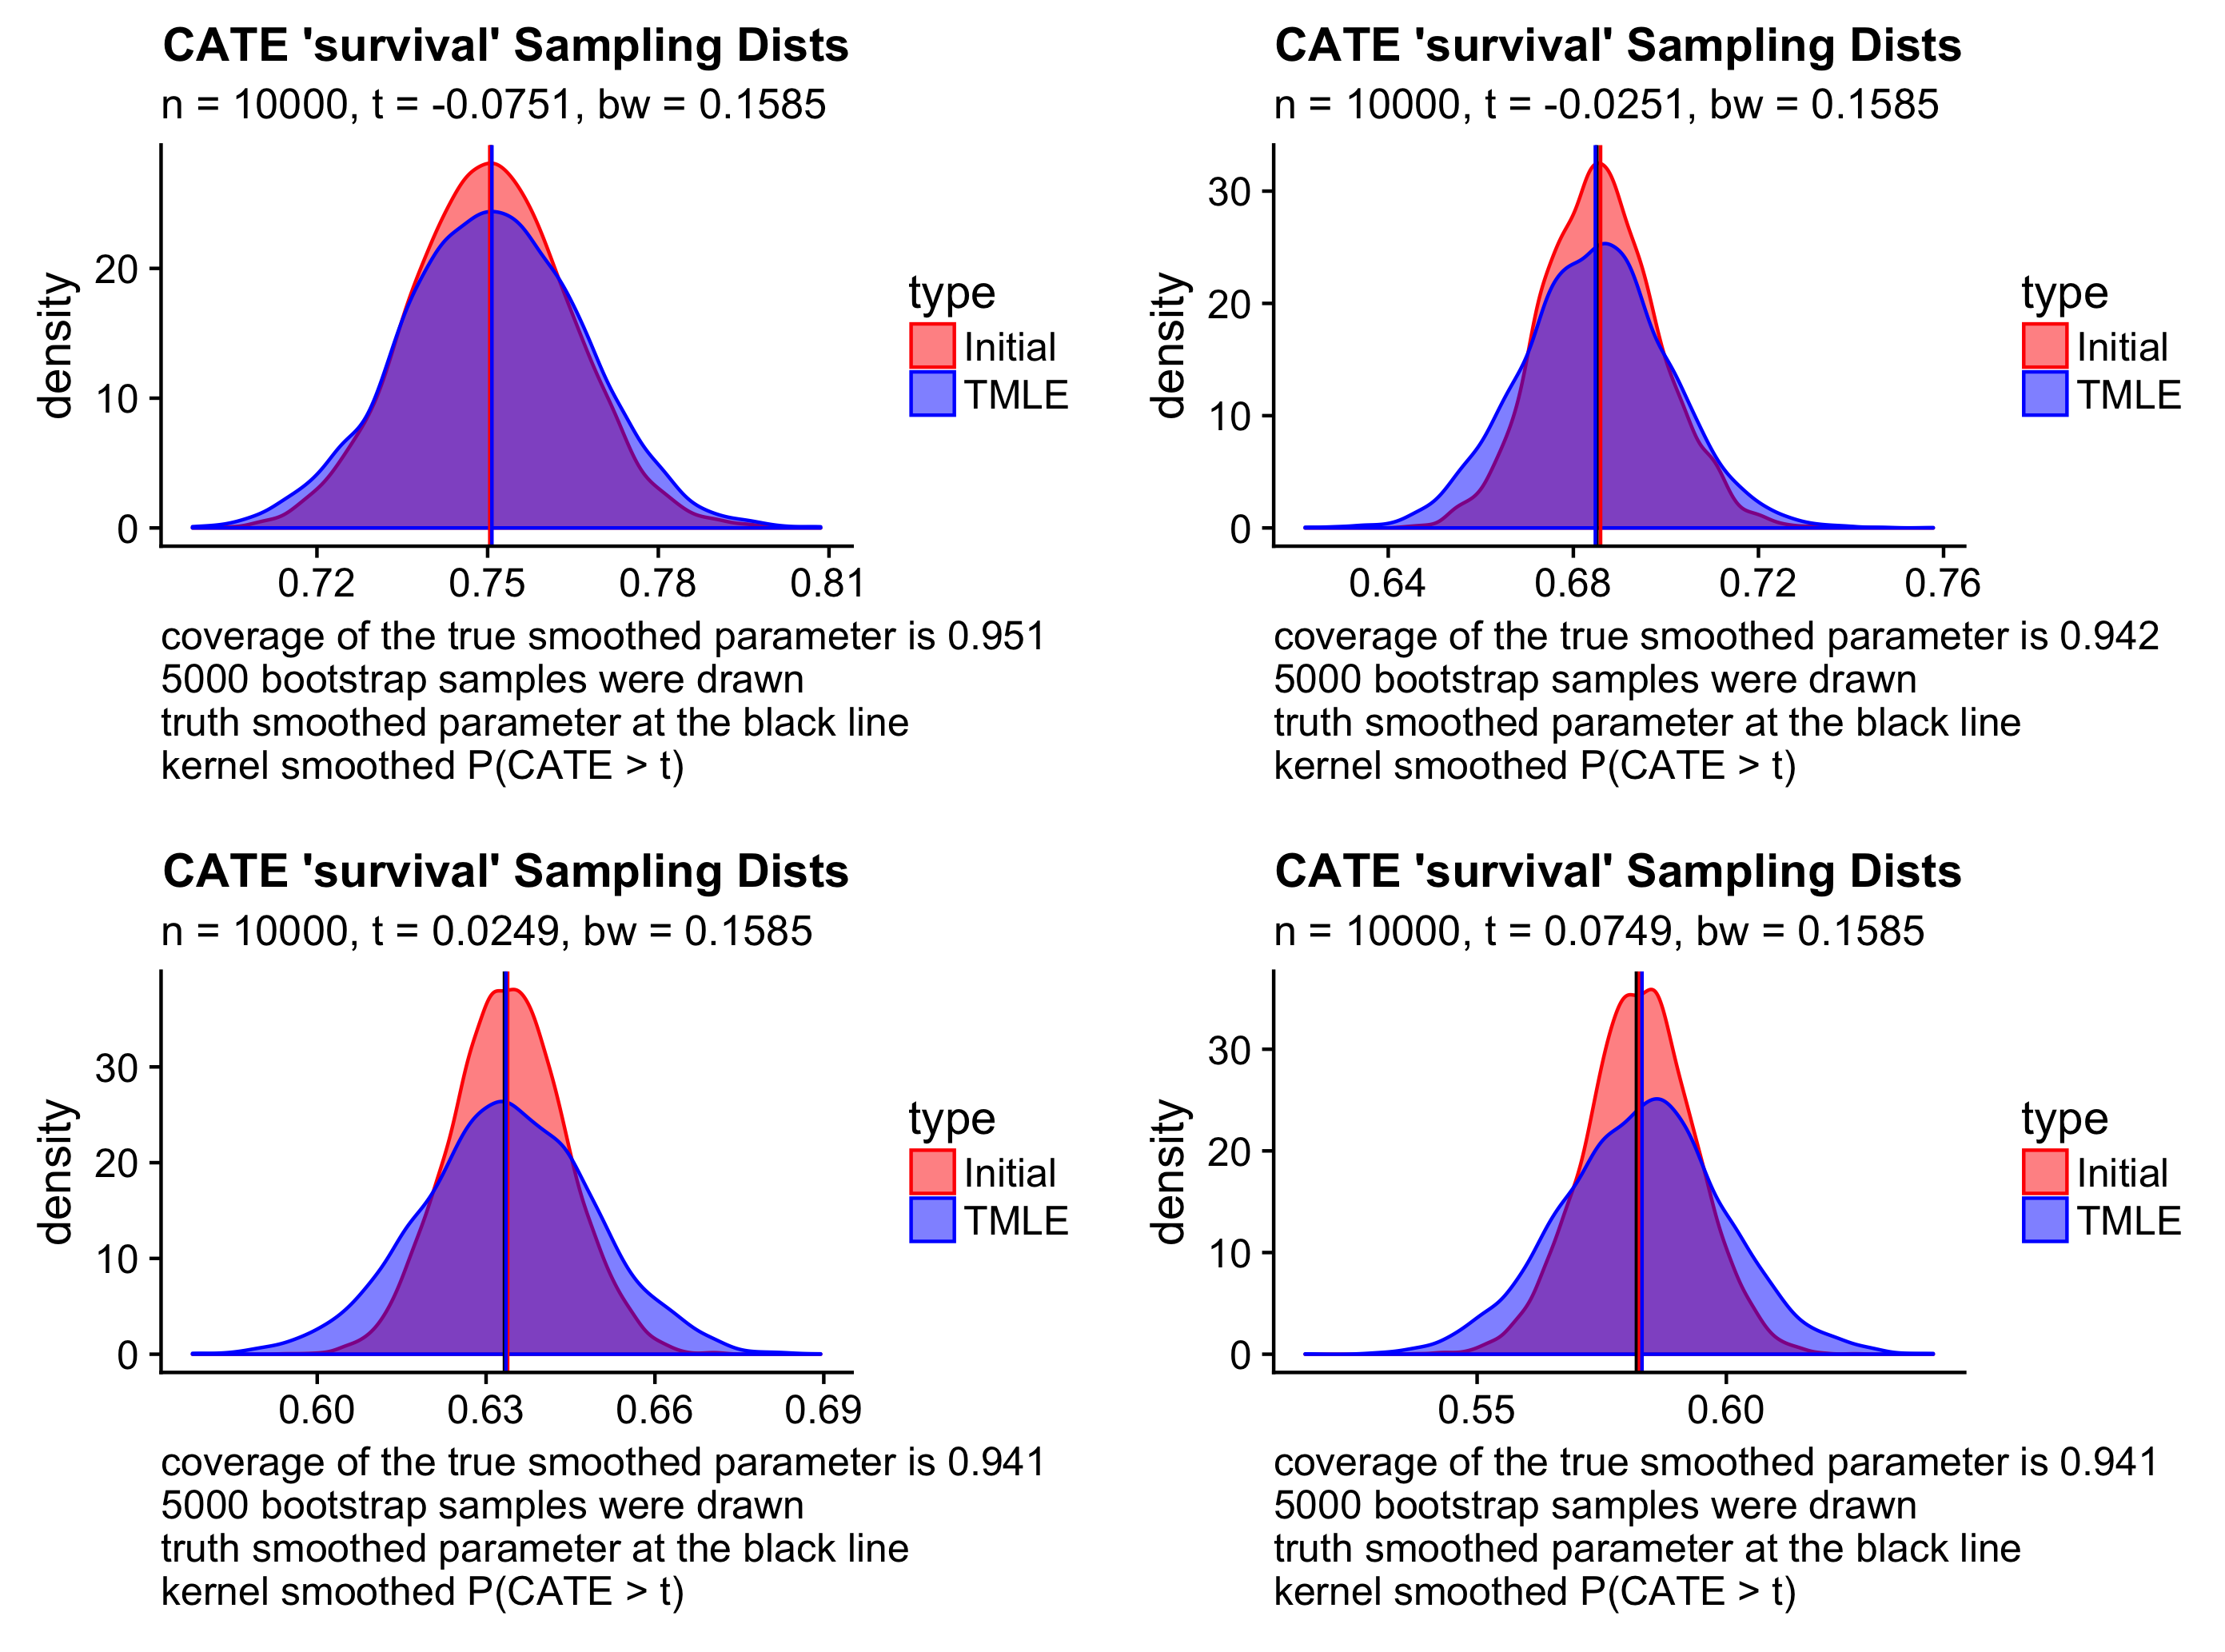 CATE 'survival' Sampling Dists
n = 10000, t = -0.0751, bw = 0.1585
density
20
10
0
0.72 0.75 0.78 0.81
type
Initial
TMLE
coverage of the true smoothed parameter is 0.951
5000 bootstrap samples were drawn
truth smoothed parameter at the black line
kernel smoothed P(CATE > t)
CATE 'survival' Sampling Dists
n = 10000, t = -0.0251, bw = 0.1585
density
30
20
10
0
0.64 0.68 0.72 0.76
type
Initial
TMLE
coverage of the true smoothed parameter is 0.942
5000 bootstrap samples were drawn
truth smoothed parameter at the black line
kernel smoothed P(CATE > t)
CATE 'survival' Sampling Dists
n = 10000, t = 0.0249, bw = 0.1585
density
30
20
10
0
0.60 0.63 0.66 0.69
type
Initial
TMLE
coverage of the true smoothed parameter is 0.941
5000 bootstrap samples were drawn
truth smoothed parameter at the black line
kernel smoothed P(CATE > t)
CATE 'survival' Sampling Dists
n = 10000, t = 0.0749, bw = 0.1585
density
30
20
10
0
0.55 0.60
type
Initial
TMLE
coverage of the true smoothed parameter is 0.941
5000 bootstrap samples were drawn
truth smoothed parameter at the black line
kernel smoothed P(CATE > t)